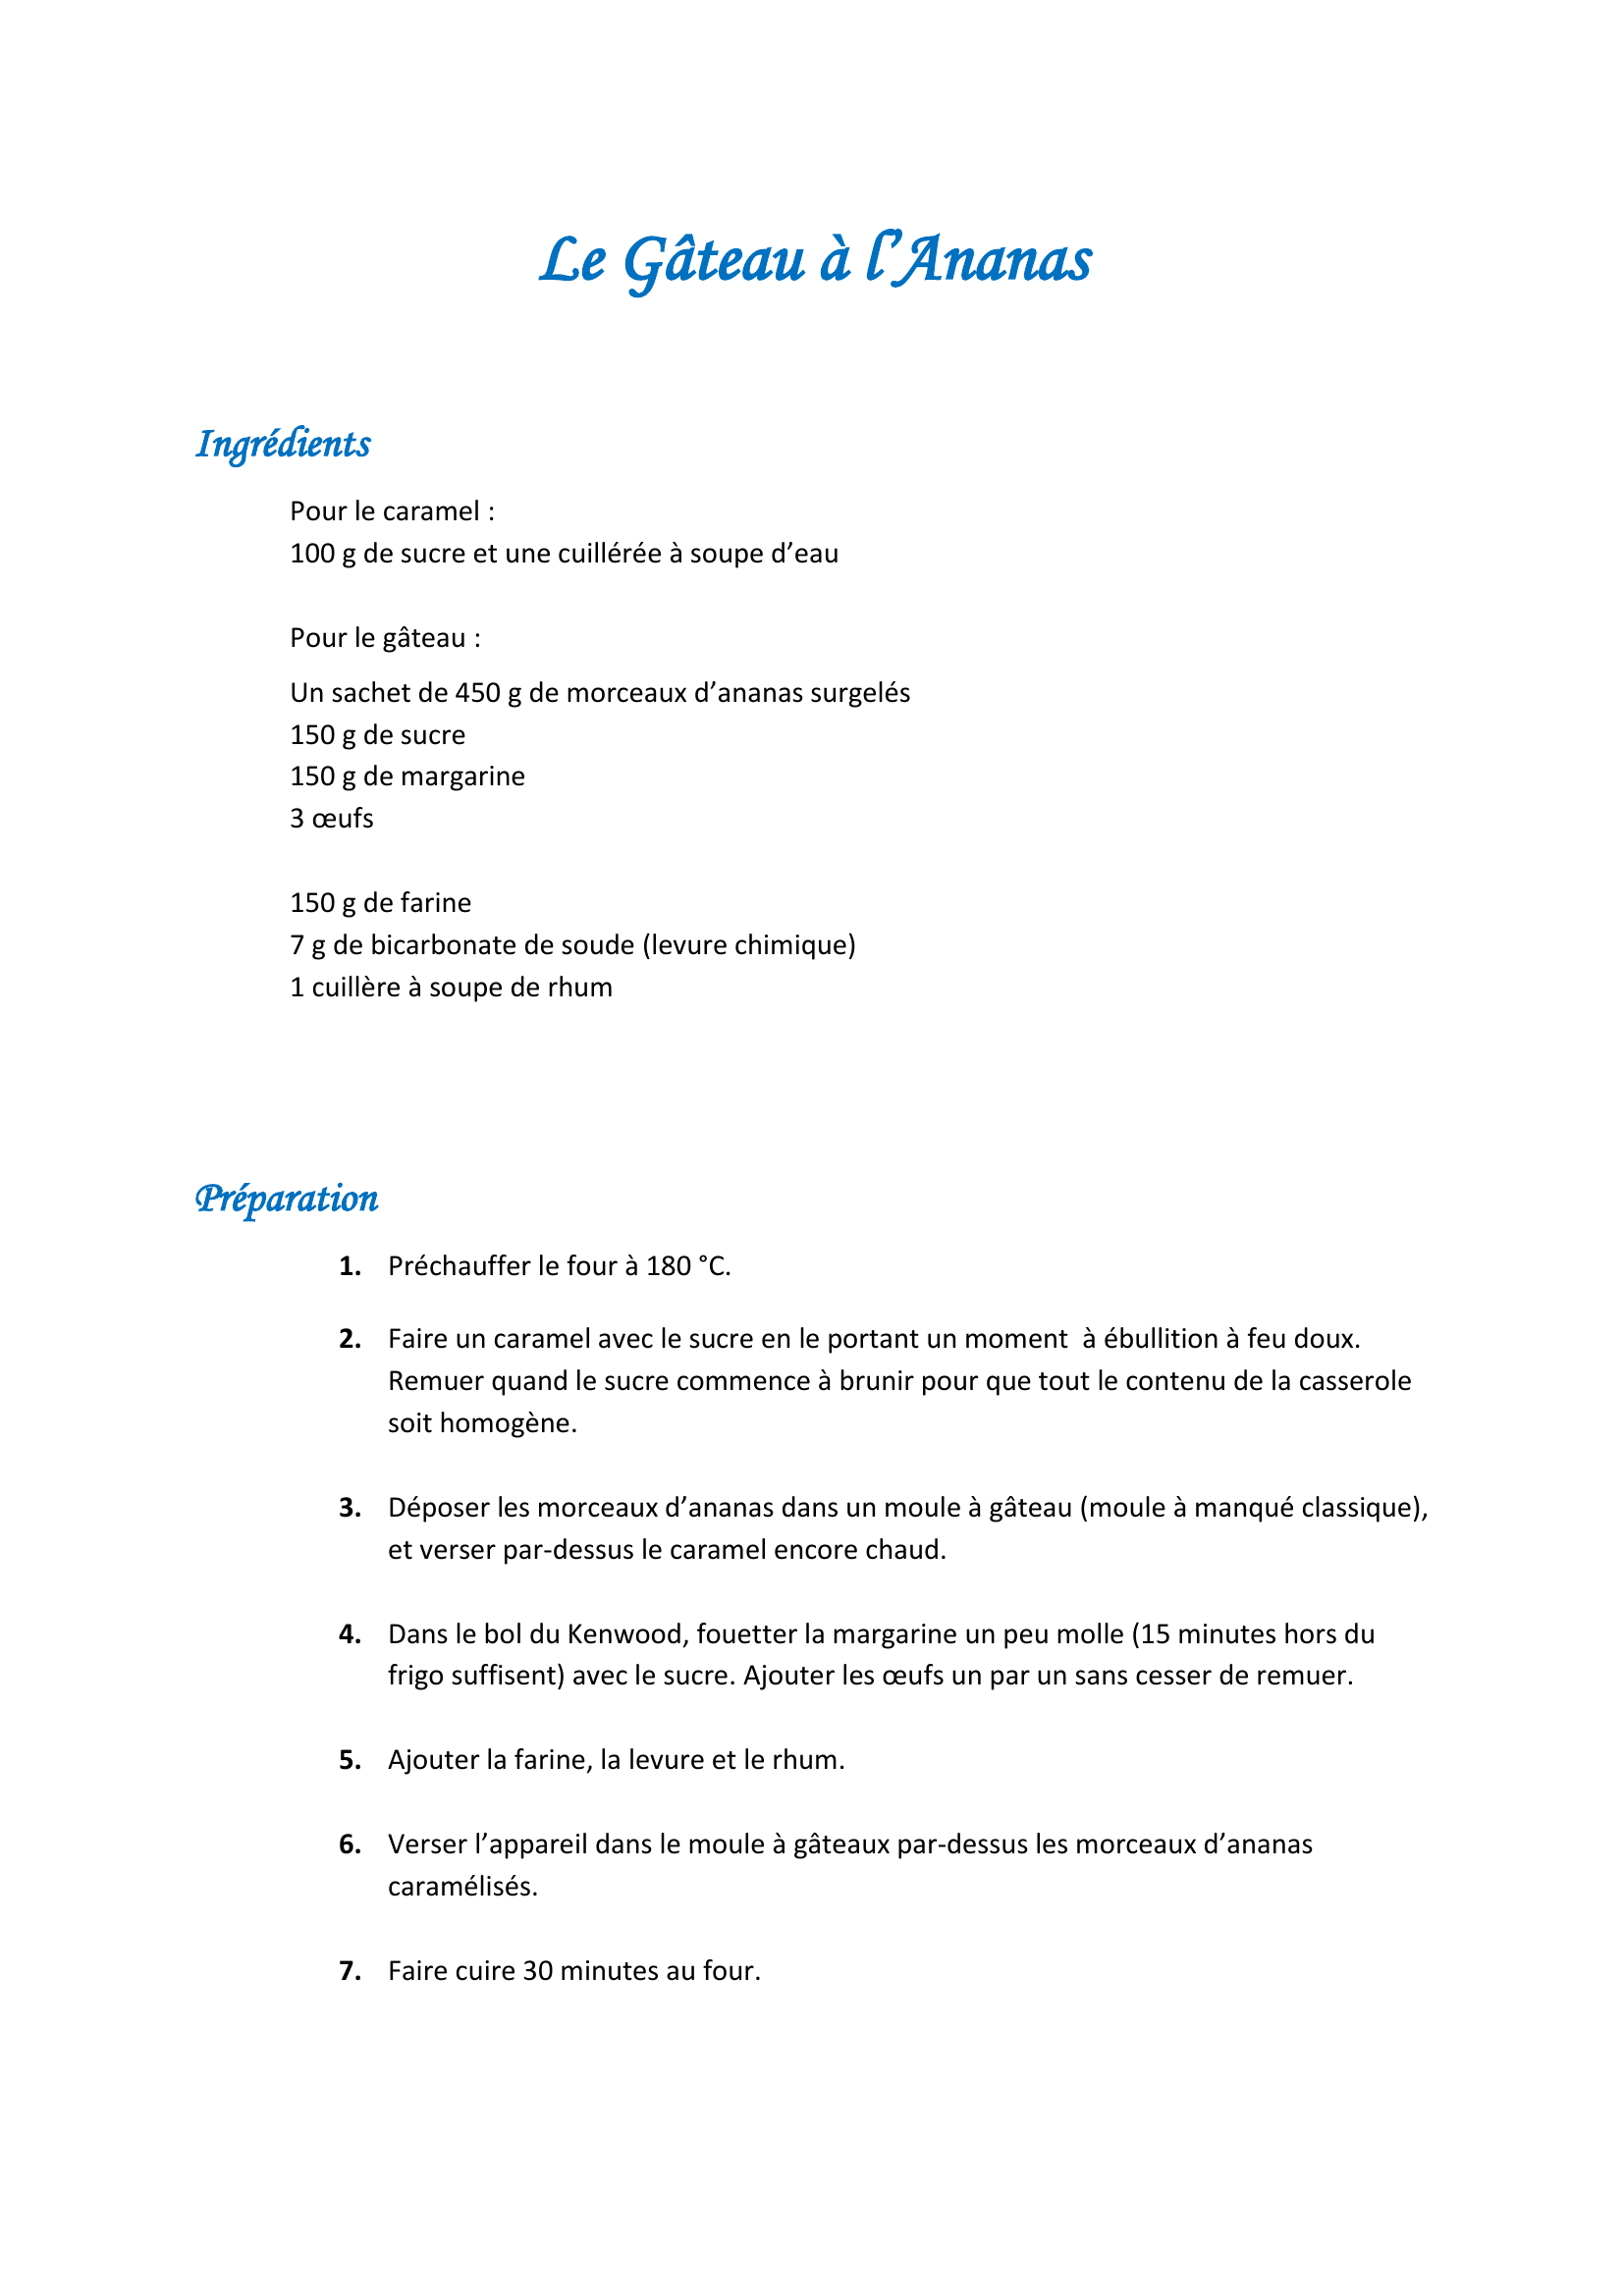 Le Gâteau à l’Ananas
Ingrédients
Pour le caramel :
100 g de sucre et une cuillérée à soupe d’eau
Pour le gâteau :
Un sachet de 450 g de morceaux d’ananas surgelés
150 g de sucre
150 g de margarine
3 œufs
150 g de farine
7 g de bicarbonate de soude (levure chimique)
1 cuillère à soupe de rhum
Préparation
1. Préchauffer le four à 180 °C.
2. Faire un caramel avec le sucre en le portant un moment  à ébullition à feu doux.
Remuer quand le sucre commence à brunir pour que tout le contenu de la casserole
soit homogène.
3. Déposer les morceaux d’ananas dans un moule à gâteau (moule à manqué classique),
et verser par-dessus le caramel encore chaud.
4. Dans le bol du Kenwood, fouetter la margarine un peu molle (15 minutes hors du
frigo suffisent) avec le sucre. Ajouter les œufs un par un sans cesser de remuer.
5. Ajouter la farine, la levure et le rhum.
6. Verser l’appareil dans le moule à gâteaux par-dessus les morceaux d’ananas
caramélisés.
7. Faire cuire 30 minutes au four.